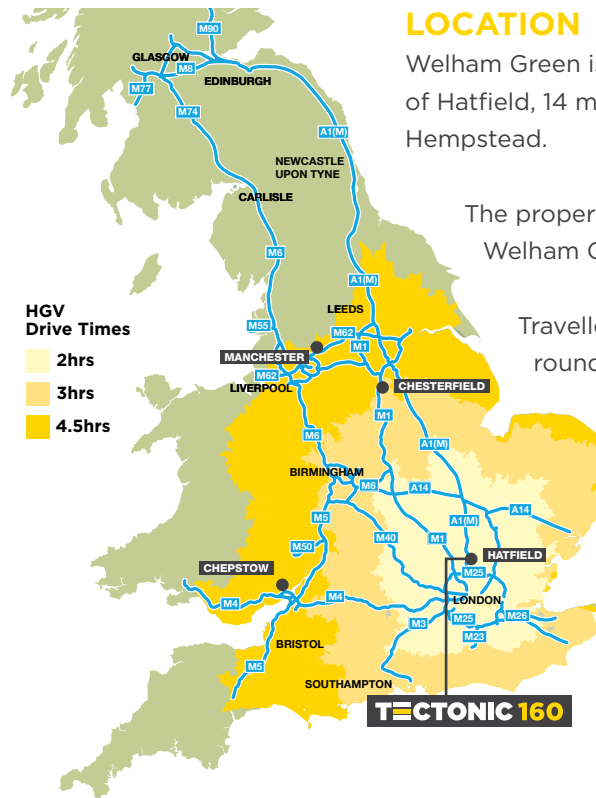 LOCATION
Welham Green is
of Hatfield, 14 m
Hempstead.
The proper
Welham G
Travelle
round
HGV
Drive Times
2hrs
3hrs
4.5hrs
M90
GLASGOW
M8
EDINBURGH
M77
M74
A1(M)
NEWCASTLE
UPON TYNE
CARLISLE
M6
A1(M)
LEEDS
M55
M62
M1
MANCHESTER
M62
LIVERPOOL
CHESTERFIELD
M1
M6
A1(M)
BIRMINGHAM
M6
A14
A14
M5
A1(M)
M40
M1
M50
HATFIELD
CHEPSTOW
M25
M4
M4
LONDON
M3
M25
M26
M23
BRISTOL
M5
SOUTHAMPTON
TECTONIC 160